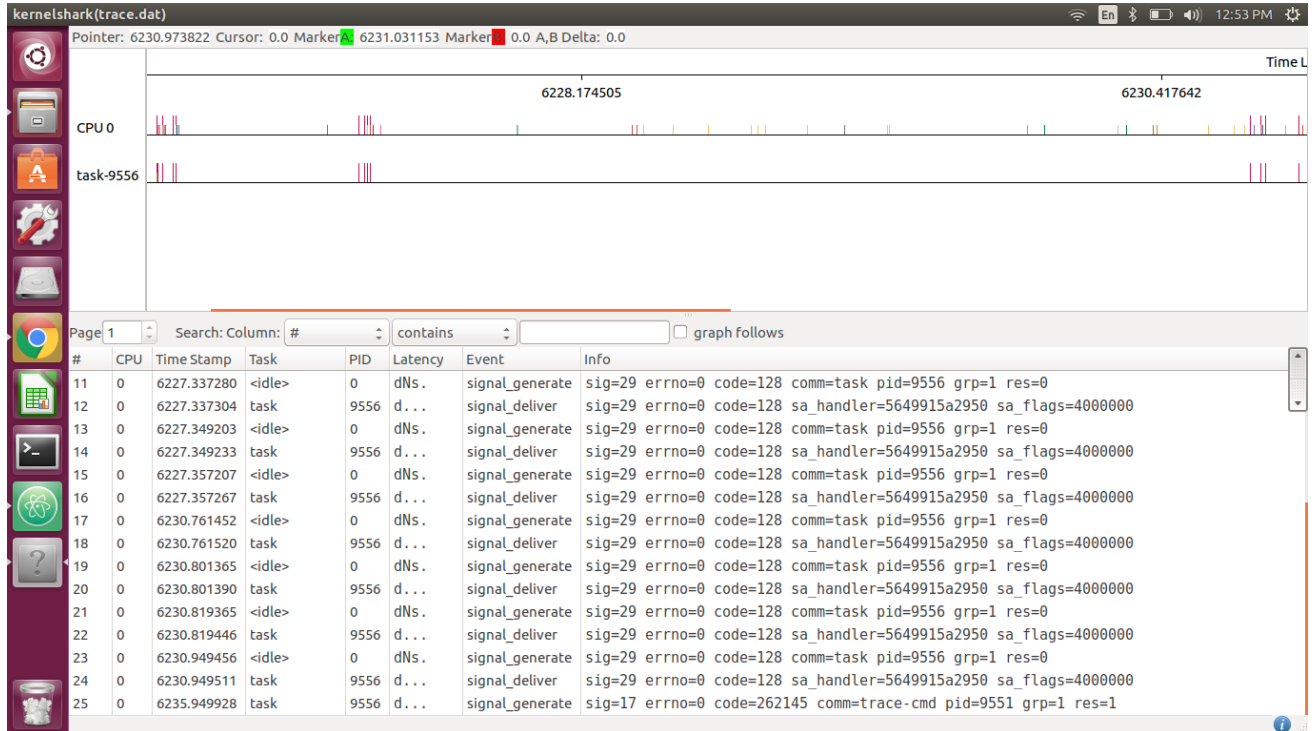 kernelshark(trace.dat) En 12:53 PM
Pointer: 6230.973822 Cursor: 0.0 MarkerA: 6231.031153 Marker B: 0.0 A,B Delta: 0.0
Time L
6228.174505 6230.417642
CPU 0
task-9556
Page 1 Search: Column: # contains graph follows
# CPU Time Stamp Task PID Latency Event Info
11 0 6227.337280 <idle> 0 dNs. signal_generate sig=29 errno=0 code=128 comm=task pid=9556 grp=1 res=0
12 0 6227.337304 task 9556 d... signal_deliver sig=29 errno=0 code=128 sa_handler=5649915a2950 sa_flags=4000000
13 0 6227.349203 <idle> 0 dNs. signal_generate sig=29 errno=0 code=128 comm=task pid=9556 grp=1 res=0
14 0 6227.349233 task 9556 d... signal_deliver sig=29 errno=0 code=128 sa_handler=5649915a2950 sa_flags=4000000
15 0 6227.357207 <idle> 0 dNs. signal_generate sig=29 errno=0 code=128 comm=task pid=9556 grp=1 res=0
16 0 6227.357267 task 9556 d... signal_deliver sig=29 errno=0 code=128 sa_handler=5649915a2950 sa_flags=4000000
17 0 6230.761452 <idle> 0 dNs. signal_generate sig=29 errno=0 code=128 comm=task pid=9556 grp=1 res=0
18 0 6230.761520 task 9556 d... signal_deliver sig=29 errno=0 code=128 sa_handler=5649915a2950 sa_flags=4000000
19 0 6230.801365 <idle> 0 dNs. signal_generate sig=29 errno=0 code=128 comm=task pid=9556 grp=1 res=0
20 0 6230.801390 task 9556 d... signal_deliver sig=29 errno=0 code=128 sa_handler=5649915a2950 sa_flags=4000000
21 0 6230.819365 <idle> 0 dNs. signal_generate sig=29 errno=0 code=128 comm=task pid=9556 grp=1 res=0
22 0 6230.819446 task 9556 d... signal_deliver sig=29 errno=0 code=128 sa_handler=5649915a2950 sa_flags=4000000
23 0 6230.949456 <idle> 0 dNs. signal_generate sig=29 errno=0 code=128 comm=task pid=9556 grp=1 res=0
24 0 6230.949511 task 9556 d... signal_deliver sig=29 errno=0 code=128 sa_handler=5649915a2950 sa_flags=4000000
25 0 6235.949928 task 9556 d... signal_generate sig=17 errno=0 code=262145 comm=trace-cmd pid=9551 grp=1 res=1